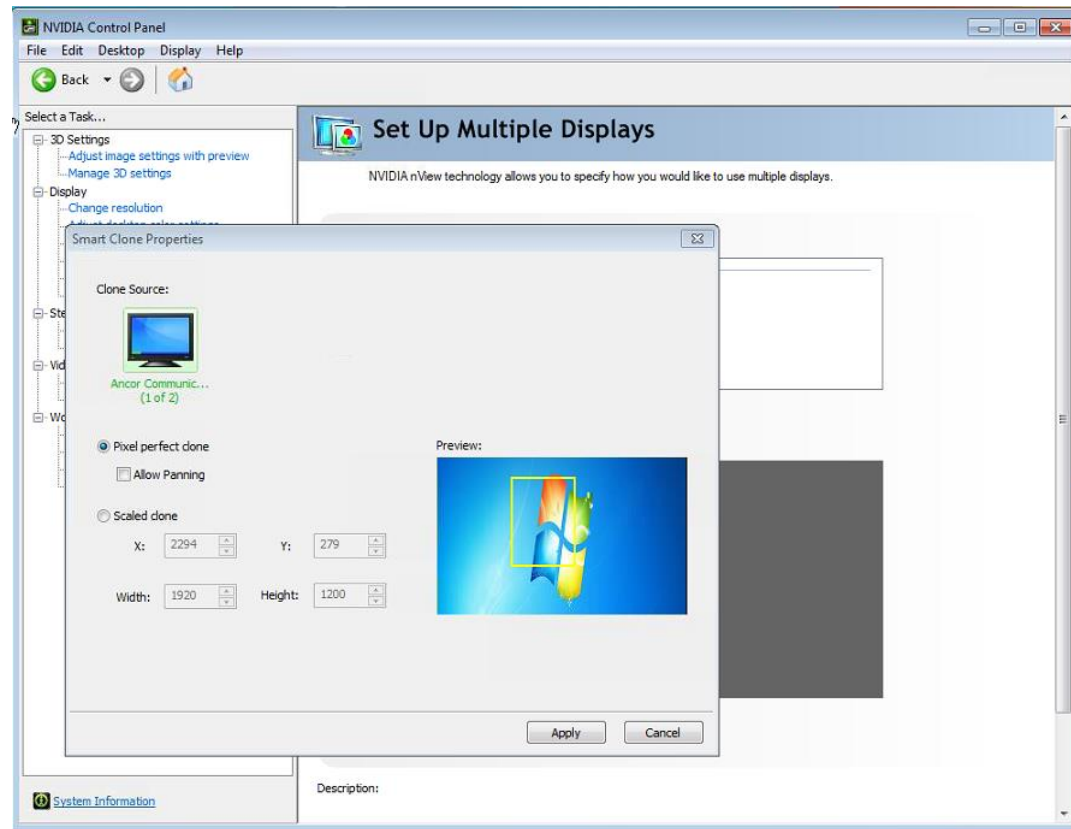 NVIDIA Control Panel
File Edit Desktop Display Help
Back
Select a Task...
3D Settings
Adjust image settings with preview
Manage 3D settings
Display
Change resolution
Set Up Multiple Displays
NVIDIA nView technology allows you to specify how you would like to use multiple displays.
Ste
Vid
Wo
Smart Clone Properties
Clone Source:
Ancor Communic...
(1 of 2)
Pixel perfect clone
Allow Panning
Scaled clone
X: 2294 Y: 279
Width: 1920 Height: 1200
Preview:
Apply Cancel
System Information
Description: